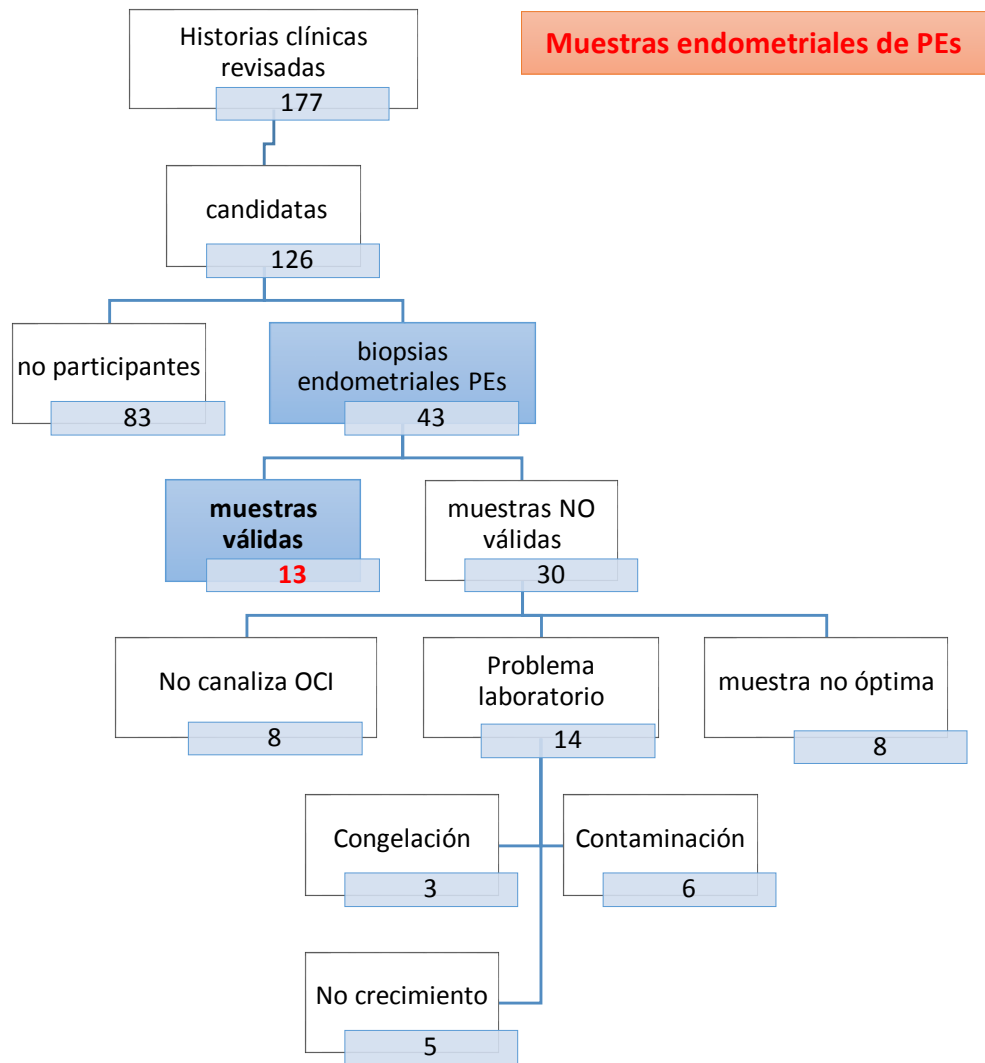 Muestras endometriales de PEs
Historias clínicas
revisadas
177
candidatas
126
no participantes
83
biopsias
endometriales PEs
43
muestras
válidas
13
muestras NO
válidas
30
No canaliza OCI
8
Problema
laboratorio
14
muestra no óptima
8
Congelación
3
Contaminación
6
No crecimiento
5